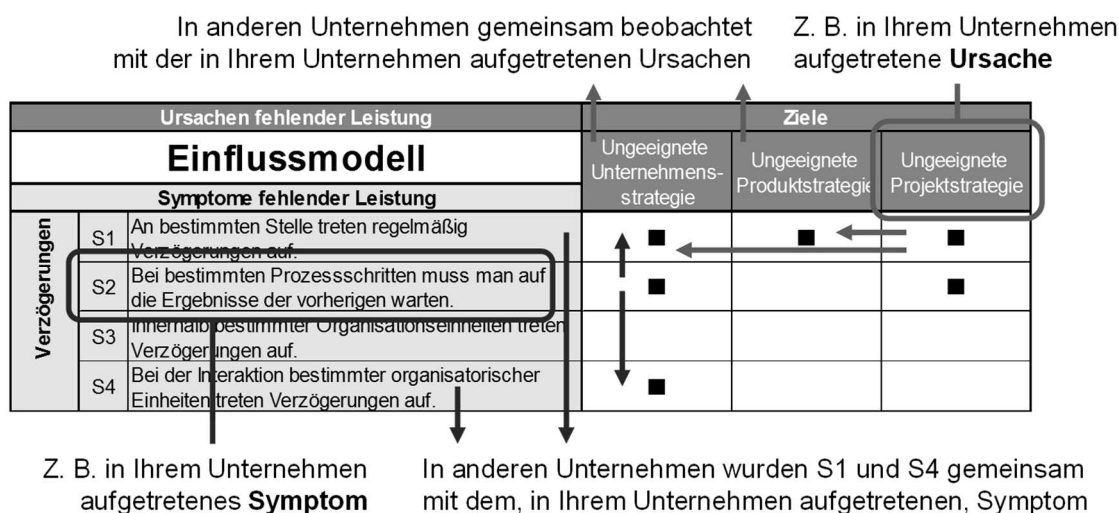 In anderen Unternehmen gemeinsam beobachtet
mit der in Ihrem Unternehmen aufgetretenen Ursachen
Z. B. in Ihrem Unternehmen
aufgetretene Ursache
Ursachen fehlender Leistung
Ziele
Einflussmodell
Ungeeignete
Unternehmens-
strategie
Ungeeignete
Produktstrategie
Ungeeignete
Projektstrategie
Symptome fehlender Leistung
Verzögerungen
S1
An bestimmten Stelle treten regelmäßig
Verzögerungen auf.
S2
Bei bestimmten Prozessschritten muss man auf
die Ergebnisse der vorherigen warten.
S3
Innerhalb bestimmter Organisationseinheiten treten
Verzögerungen auf.
S4
Bei der Interaktion bestimmter organisatorischer
Einheiten treten Verzögerungen auf.
Z. B. in Ihrem Unternehmen
aufgetretenes Symptom
In anderen Unternehmen wurden S1 und S4 gemeinsam
mit dem, in Ihrem Unternehmen aufgetretenen, Symptom